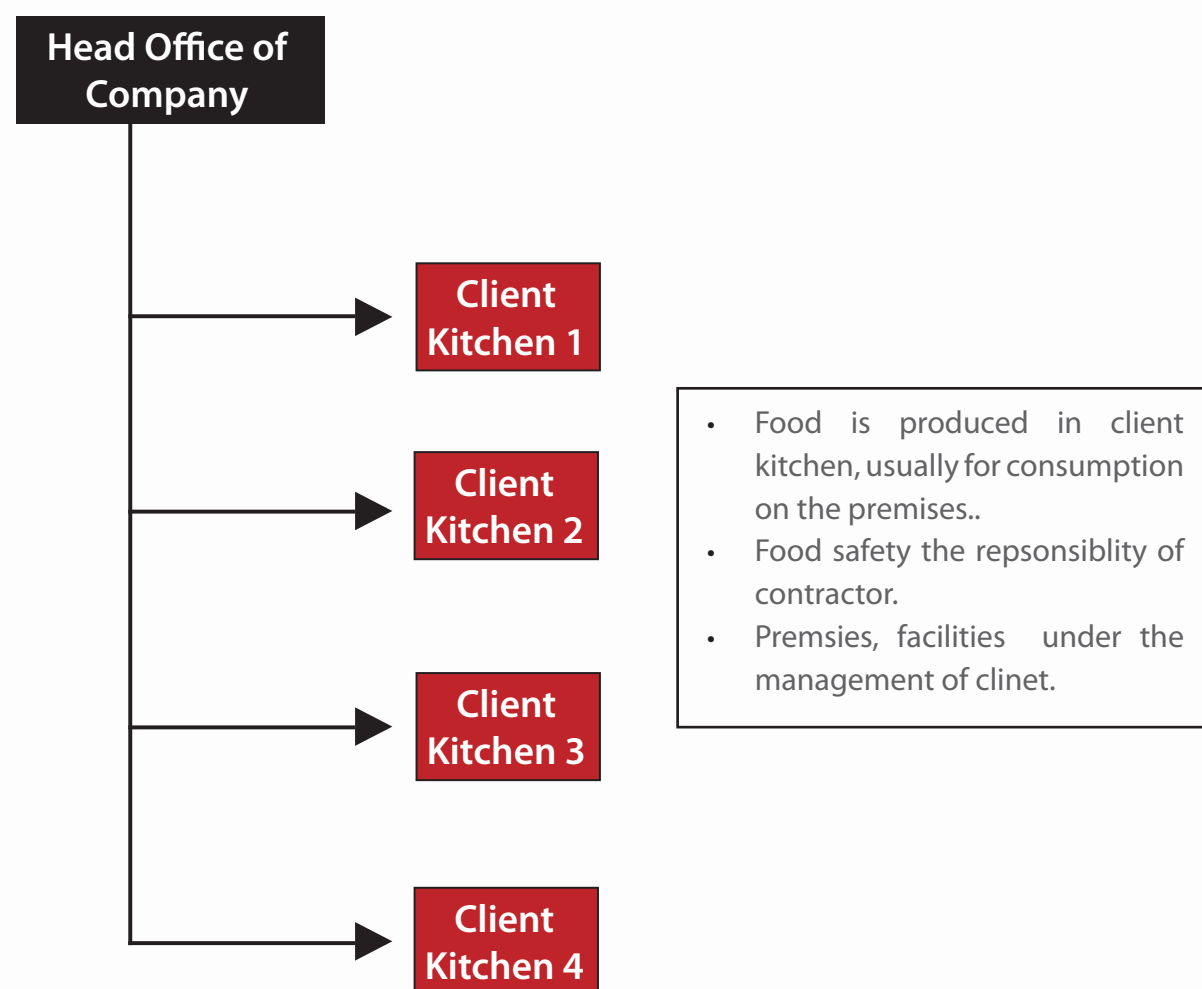 Head Office of
Company
Client
Kitchen 1
Client
Kitchen 2
Client
Kitchen 3
Client
Kitchen 4
• Food is produced in client
kitchen, usually for consumption
on the premises..
• Food safety the repsonsiblity of
contractor.
• Premsies, facilities under the
management of clinet.